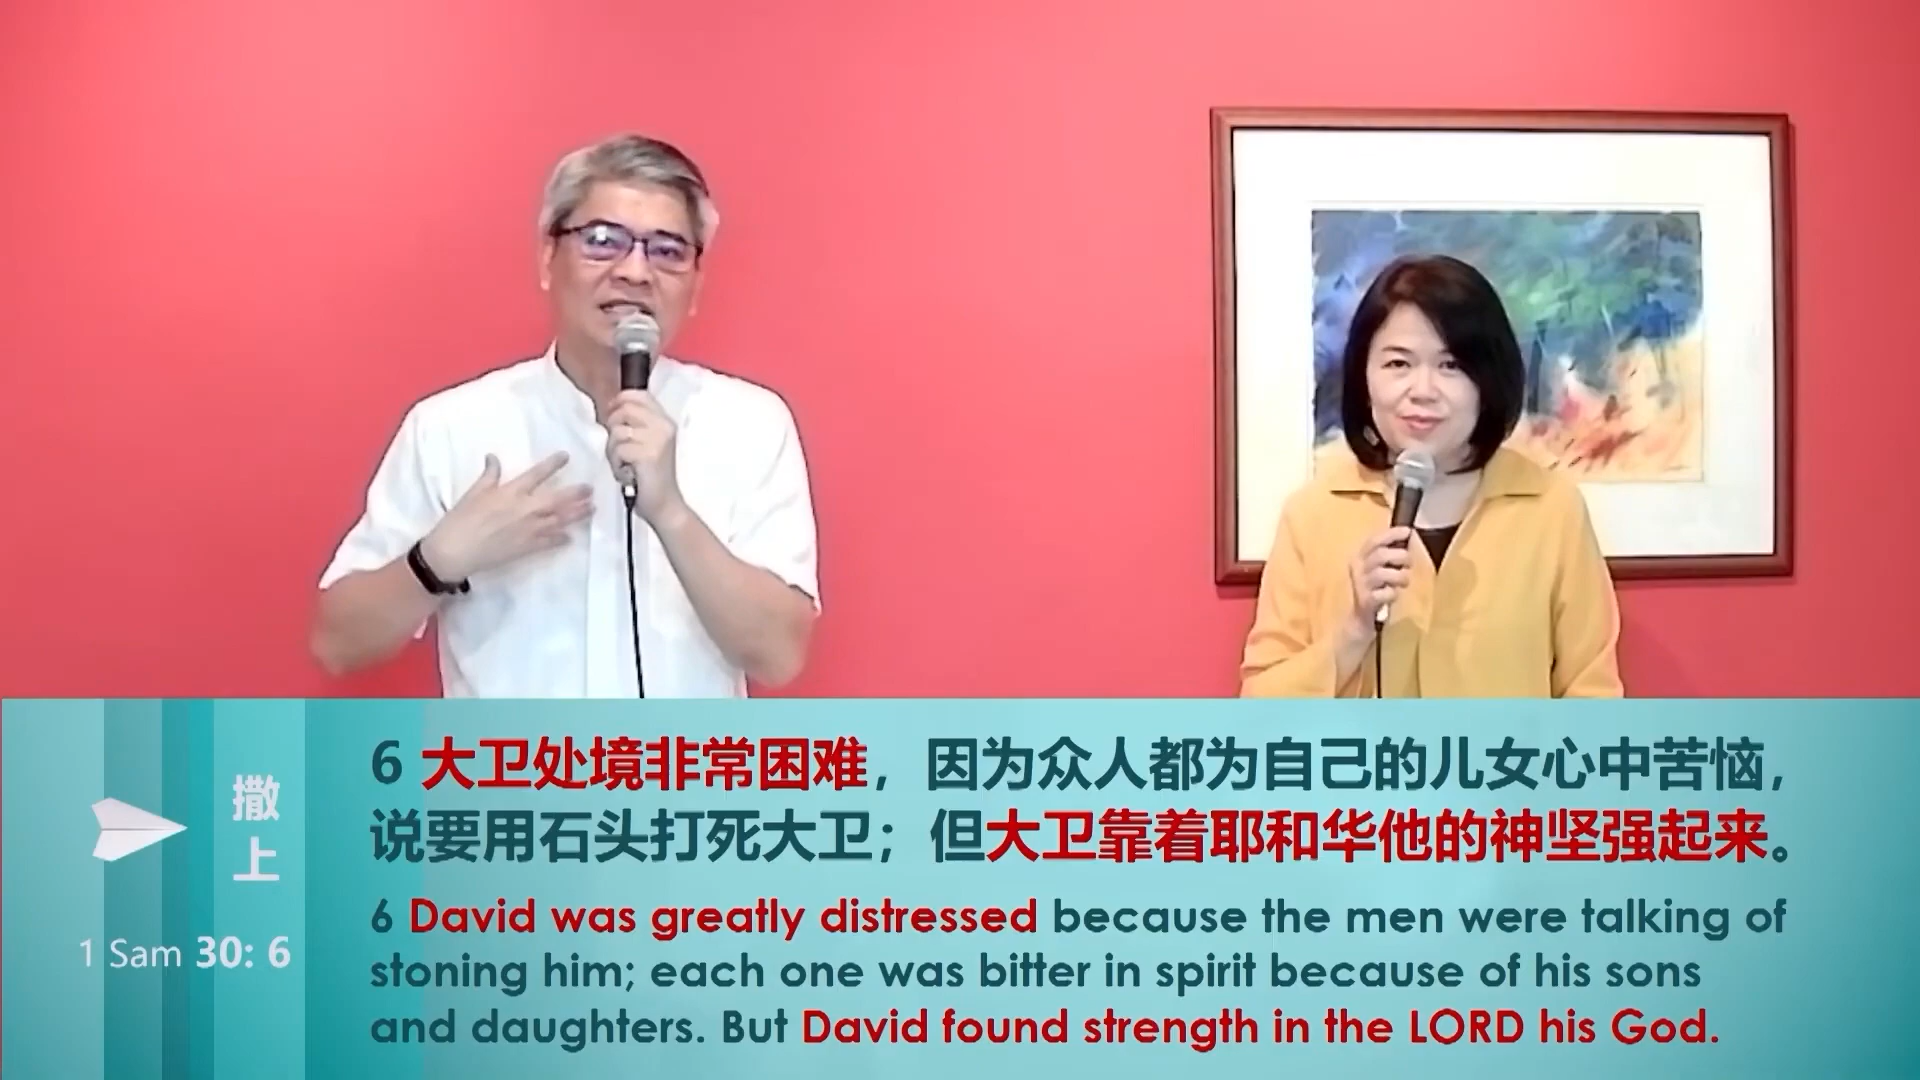 6 大卫处境非常困难，因为众人都为自己的儿女心中苦恼，
说要用石头打死大卫；但大卫靠着耶和华他的神坚强起来。
撒
上
1 Sam 30: 6
6 David was greatly distressed because the men were talking of
stoning him; each one was bitter in spirit because of his sons
and daughters. But David found strength in the LORD his God.